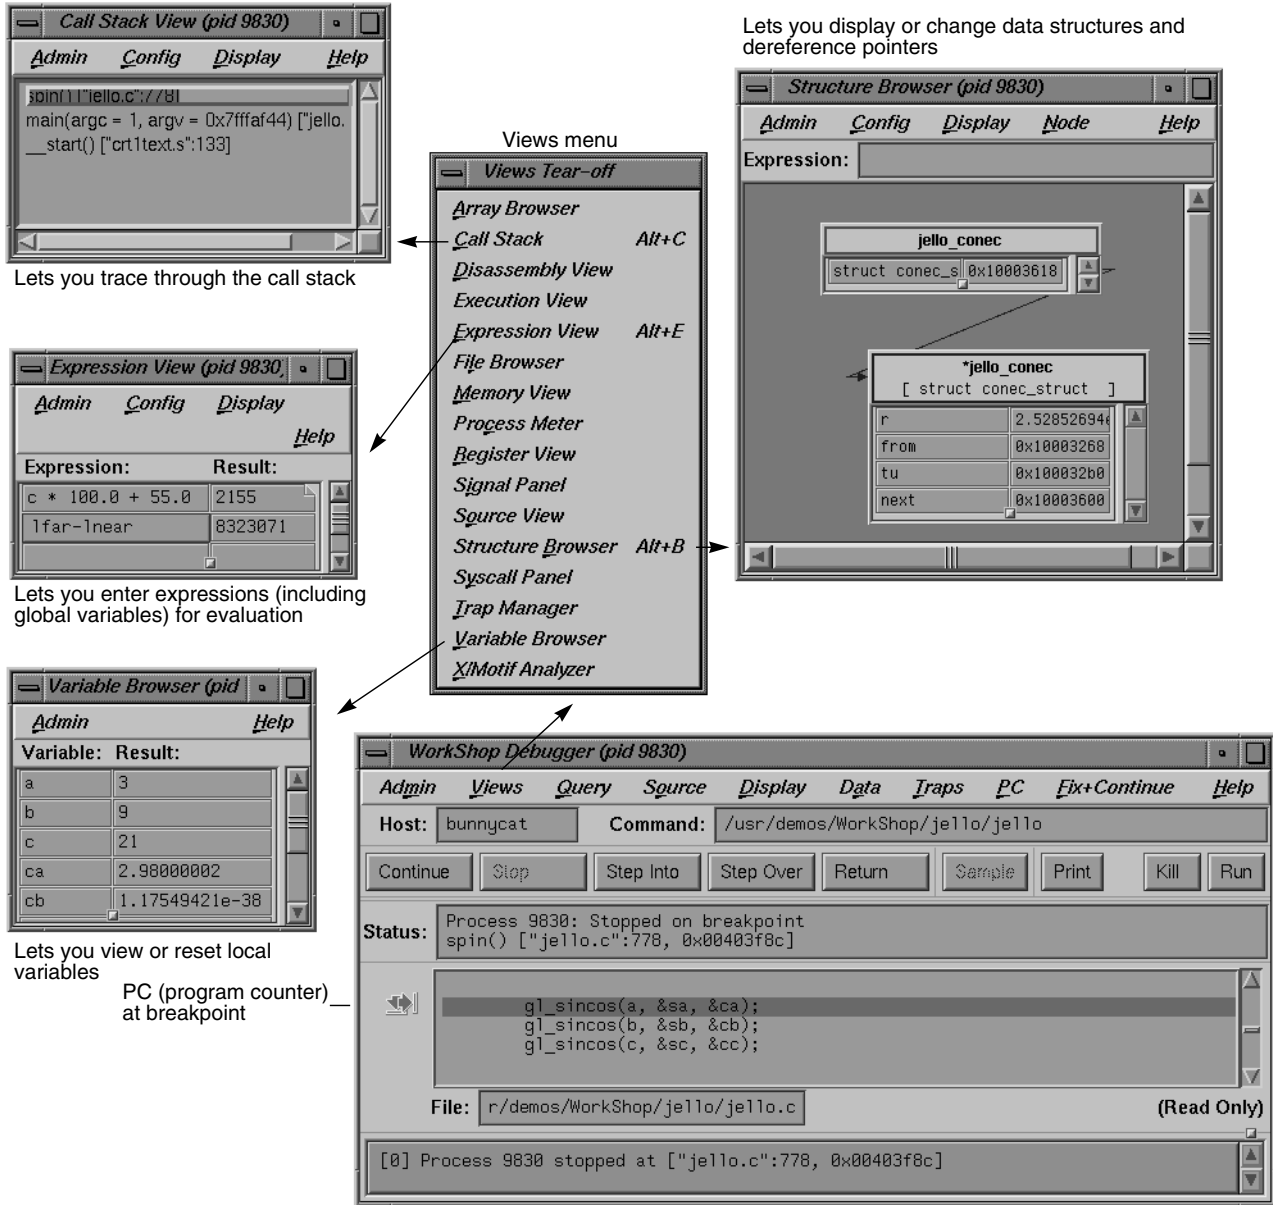 Call Stack View (pid 9830)
Admin Config Display Help
spin() ["jello.c":778]
main(argc = 1, argv = 0x7fffaf44) ["jello.
__start() ["crt1text.s":133]
Lets you trace through the call stack
Lets you display or change data structures and
dereference pointers
Structure Browser (pid 9830)
Admin Config Display Node Help
Expression:
jello_conec
struct conec_s 0x10003618
*jello_conec
[ struct conec_struct ]
r 2.52852694e
from 0x10003268
tu 0x100032b0
next 0x10003600
Views menu
Views Tear-off
Array Browser
Call Stack Alt+C
Disassembly View
Execution View
Expression View Alt+E
File Browser
Memory View
Process Meter
Register View
Signal Panel
Source View
Structure Browser Alt+B
Syscall Panel
Trap Manager
Variable Browser
X/Motif Analyzer
Expression View (pid 9830)
Admin Config Display
Help
Expression: Result:
c * 100.0 + 55.0 2155
lfar-lnear 8323071
Lets you enter expressions (including
global variables) for evaluation
Variable Browser (pid
Admin Help
Variable: Result:
a 3
b 9
c 21
ca 2.98000002
cb 1.17549421e-38
Lets you view or reset local
variables
PC (program counter)
at breakpoint
WorkShop Debugger (pid 9830)
Admin Views Query Source Display Data Traps PC Fix+Continue Help
Host: bunnycat Command: /usr/demos/WorkShop/jello/jello
Continue Stop Step Into Step Over Return Sample Print Kill Run
Status: Process 9830: Stopped on breakpoint
spin() ["jello.c":778, 0x00403f8c]
gl_sincos(a, &sa, &ca);
gl_sincos(b, &sb, &cb);
gl_sincos(c, &sc, &cc);
File: r/demos/WorkShop/jello/jello.c (Read Only)
[0] Process 9830 stopped at ["jello.c":778, 0x00403f8c]